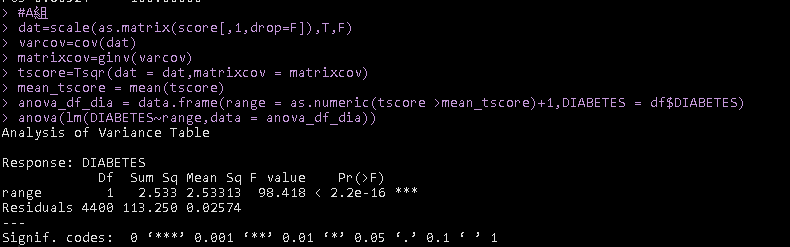 > #A組
> dat=scale(as.matrix(score[,1,drop=F]),T,F)
> varcov=cov(dat)
> matrixcov=ginv(varcov)
> tscore=Tsqr(dat = dat,matrixcov = matrixcov)
> mean_tscore = mean(tscore)
> anova_df_dia = data.frame(range = as.numeric(tscore >mean_tscore)+1,DIABETES = df$DIABETES)
> anova(lm(DIABETES~range,data = anova_df_dia))
Analysis of Variance Table
Response: DIABETES
Df Sum Sq Mean Sq F value Pr(>F)
range 1 2.533 2.53313 98.418 < 2.2e-16 ***
Residuals 4400 113.250 0.02574
---
Signif. codes: 0 ‘***’ 0.001 ‘**’ 0.01 ‘*’ 0.05 ‘.’ 0.1 ‘ ’ 1